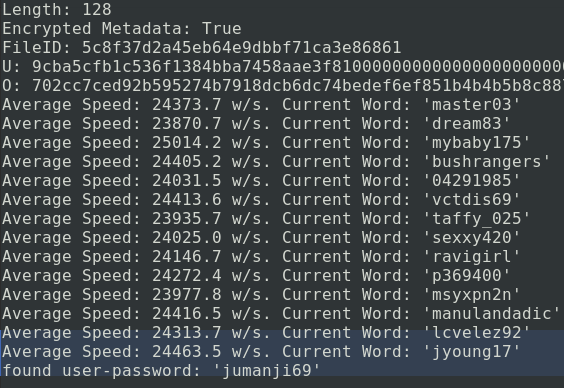 Length: 128
Encrypted Metadata: True
FileID: 5c8f37d2a45eb64e9dbbf71ca3e86861
U: 9cba5cfb1c536f1384bba7458aae3f8100000000000000000000000
O: 702cc7ced92b595274b7918dcb6dc74bedef6ef851b4b4b5b8c887
Average Speed: 24373.7 w/s. Current Word: 'master03'
Average Speed: 23870.7 w/s. Current Word: 'dream83'
Average Speed: 25014.2 w/s. Current Word: 'mybaby175'
Average Speed: 24405.2 w/s. Current Word: 'bushrangers'
Average Speed: 24031.5 w/s. Current Word: '04291985'
Average Speed: 24413.6 w/s. Current Word: 'vctdis69'
Average Speed: 23935.7 w/s. Current Word: 'taffy_025'
Average Speed: 24025.0 w/s. Current Word: 'sexxy420'
Average Speed: 24146.7 w/s. Current Word: 'ravigirl'
Average Speed: 24272.4 w/s. Current Word: 'p369400'
Average Speed: 23977.8 w/s. Current Word: 'msyxpn2n'
Average Speed: 24416.5 w/s. Current Word: 'manulandadic'
Average Speed: 24313.7 w/s. Current Word: 'lcvelez92'
Average Speed: 24463.5 w/s. Current Word: 'jyoung17'
found user-password: 'jumanji69'